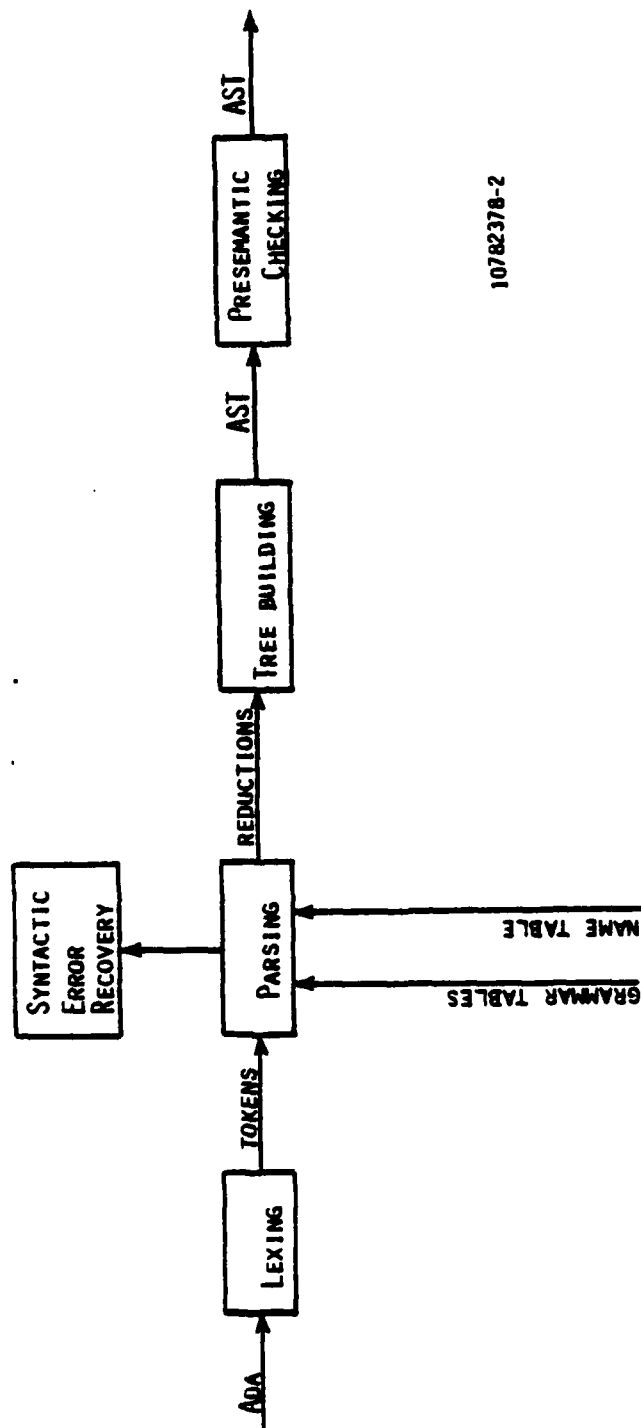 SYNTACTIC
ERROR
RECOVERY
ADA
LEXING
TOKENS
PARSING
REDUCTIONS
TREE BUILDING
AST
PRESEMANTIC
CHECKING
AST
GRAMMAR TABLES
NAME TABLE
10782378-2